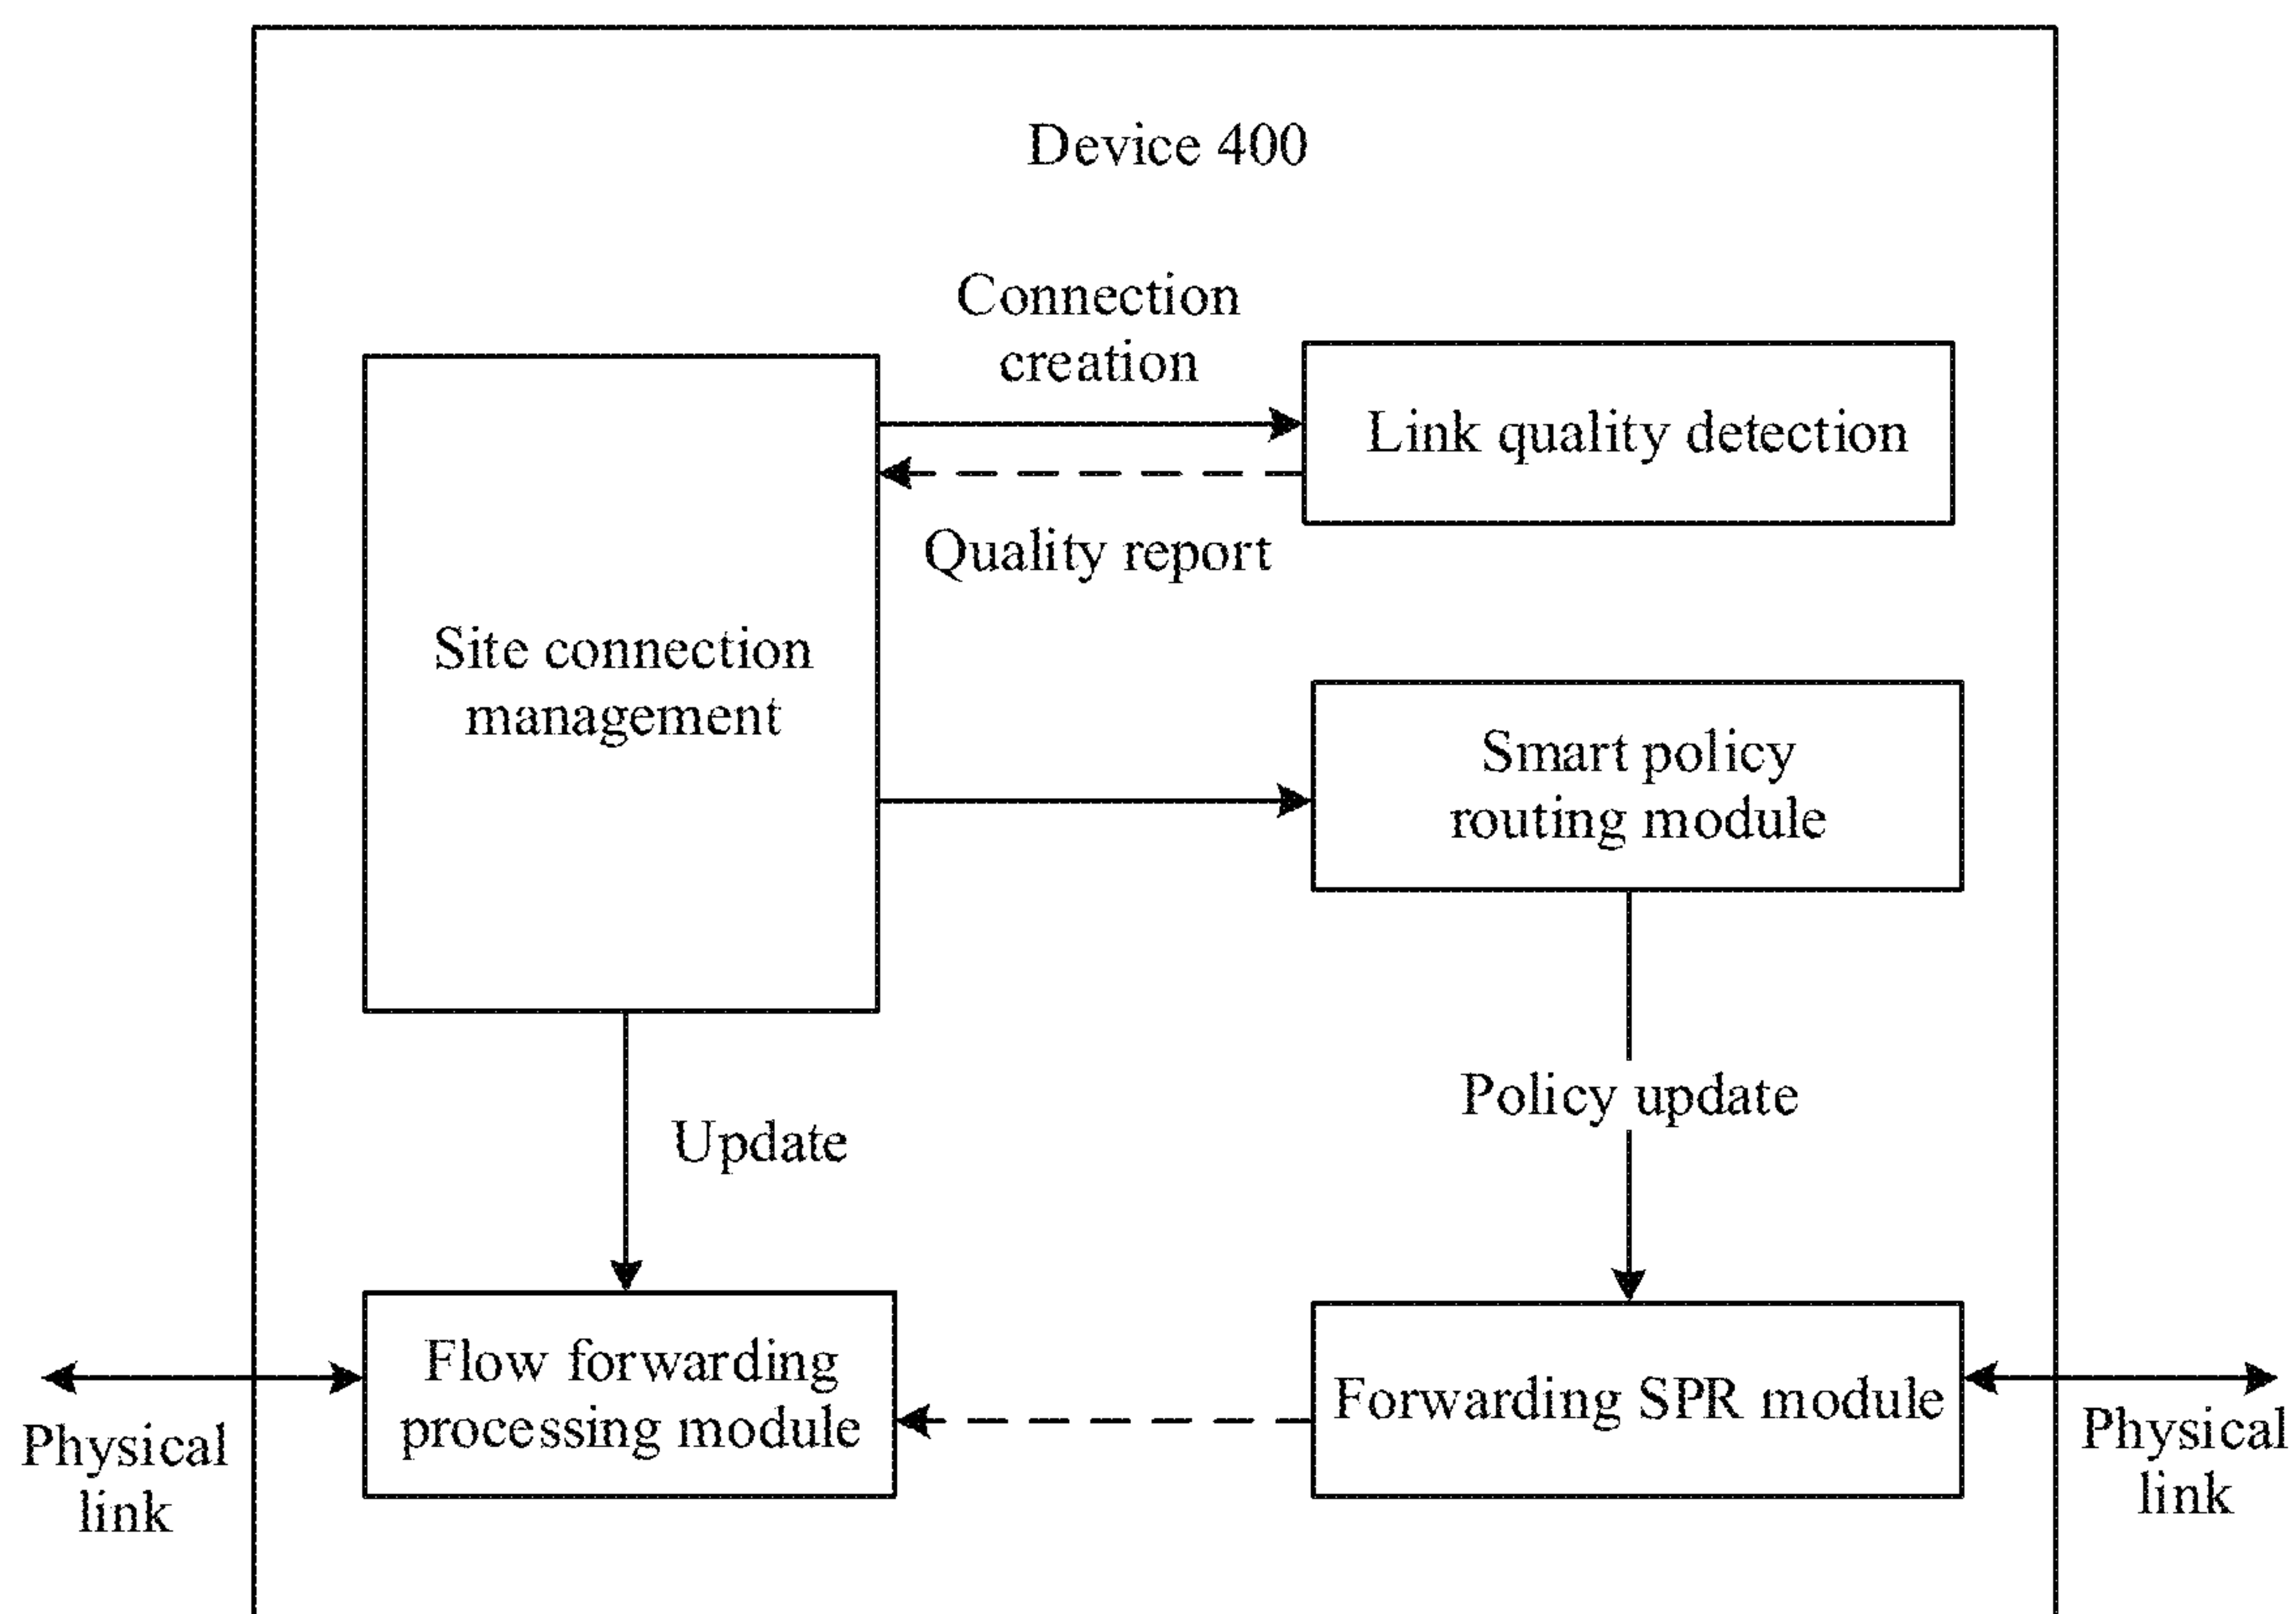 Device 400
Connection
creation
Link quality detection
Quality report
Site connection
management
Smart policy
routing module
Policy update
Update
Flow forwarding
processing module
Forwarding SPR module
Physical
link
Physical
link